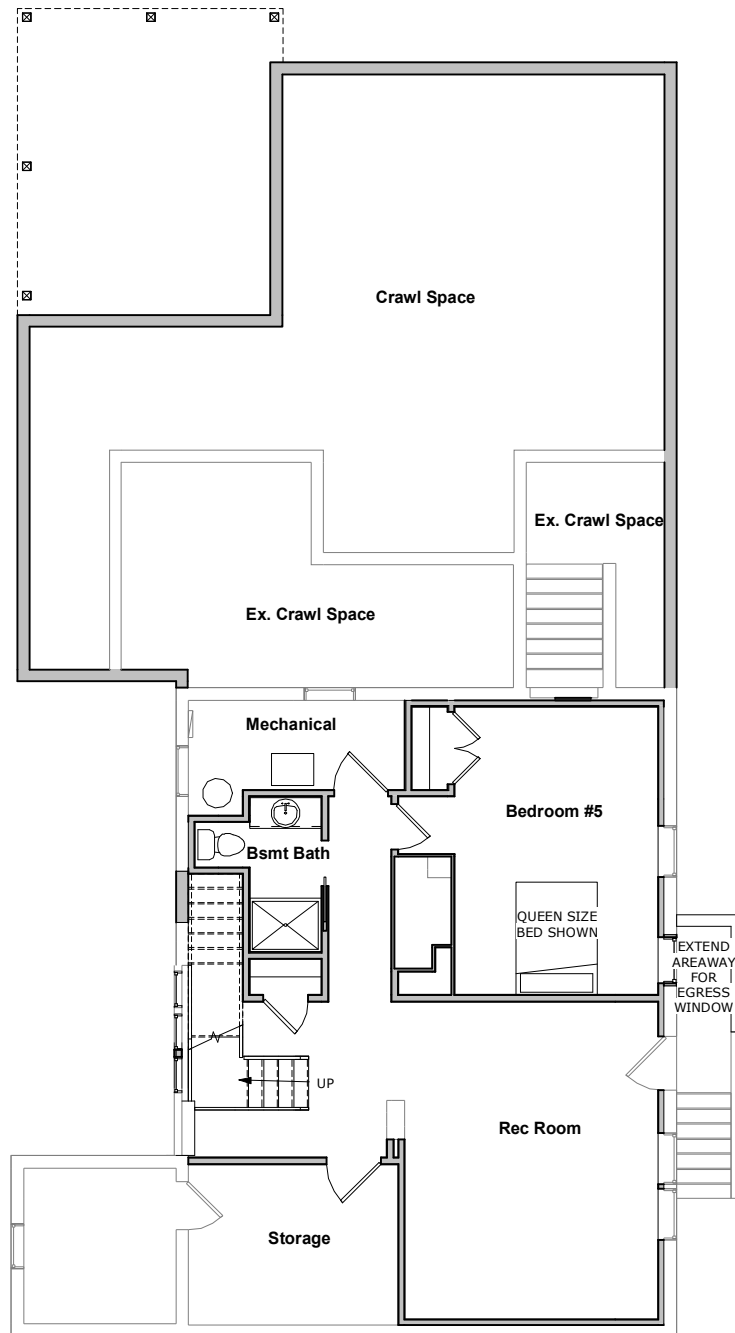 Crawl Space
Ex. Crawl Space
Ex. Crawl Space
Mechanical
Bedroom #5
Bsmt Bath
QUEEN SIZE
BED SHOWN
EXTEND
AREAWAY
FOR
EGRESS
WINDOW
UP
Rec Room
Storage